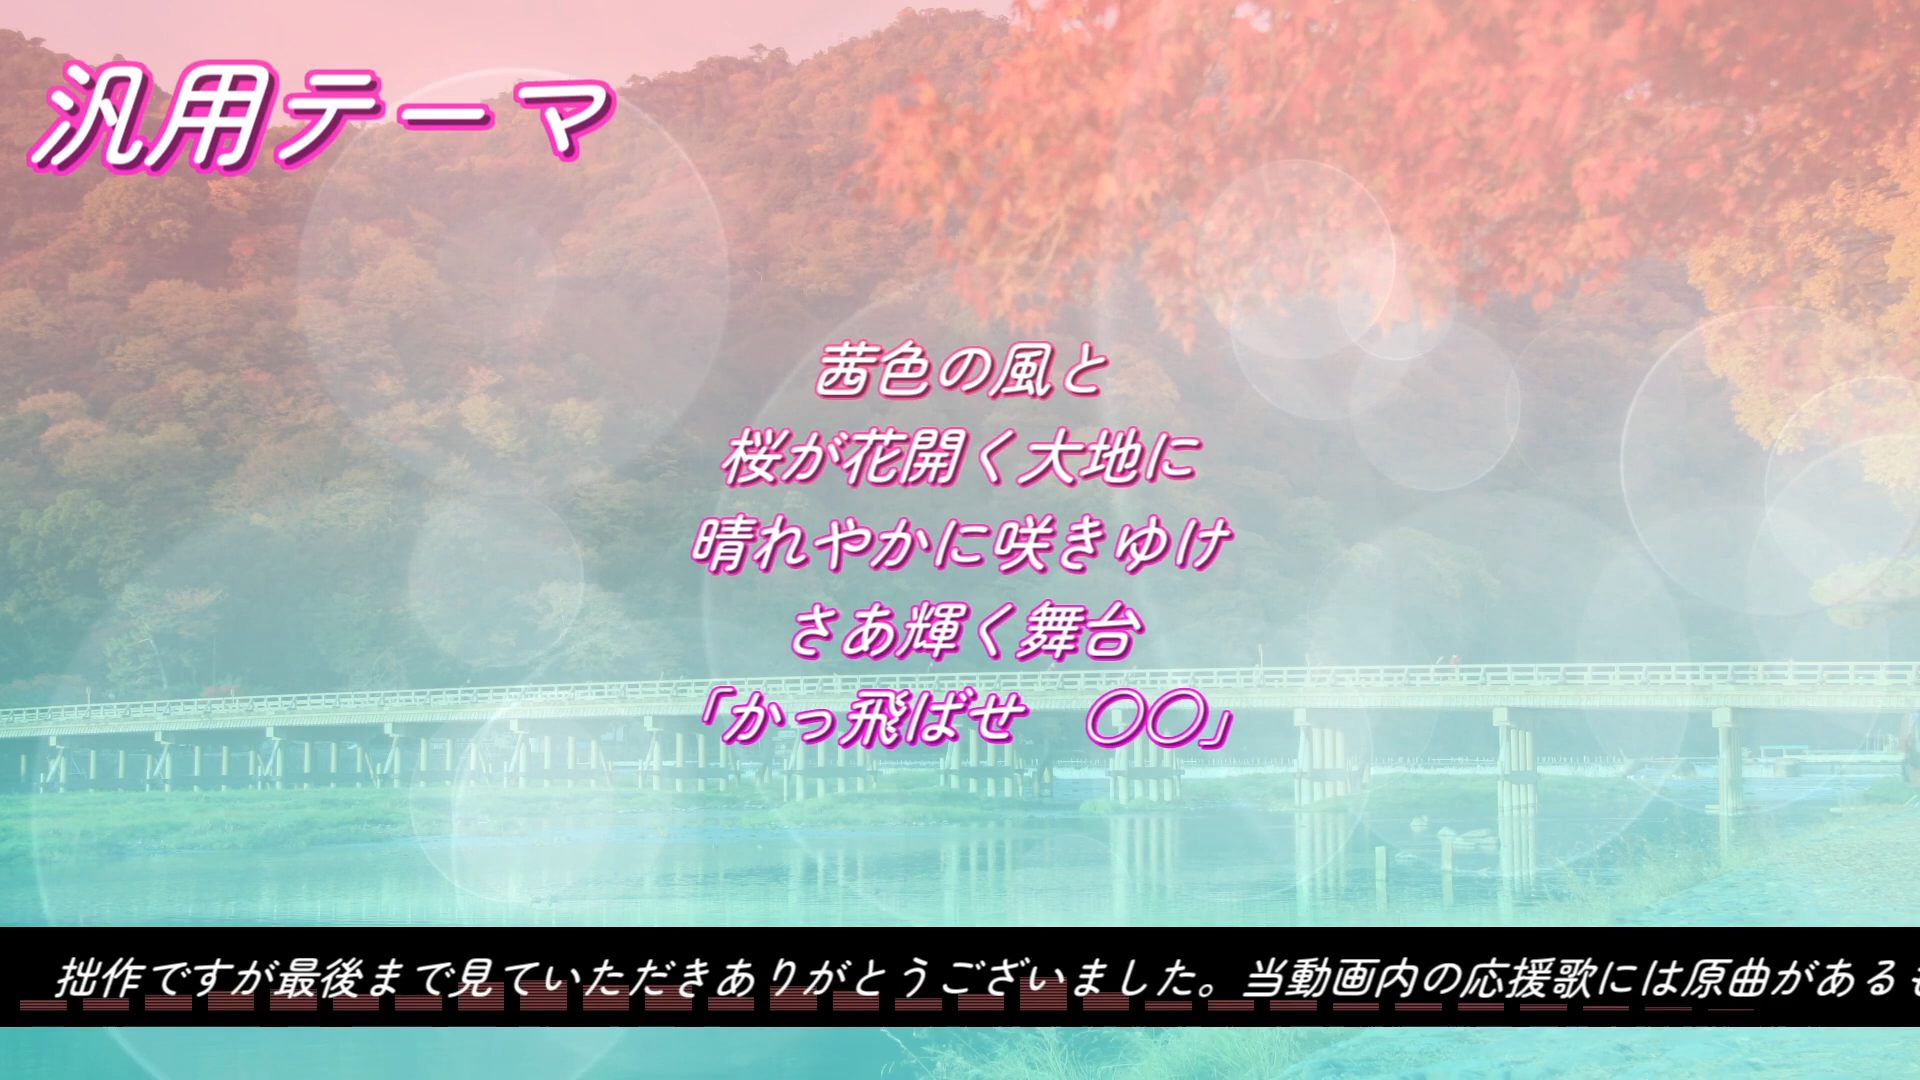 汎用テーマ
茜色の風と
桜が花開く大地に
晴れやかに咲きゆけ
さあ輝く舞台
「かっ飛ばせ　〇〇」
拙作ですが最後まで見ていただきありがとうございました。当動画内の応援歌には原曲がある